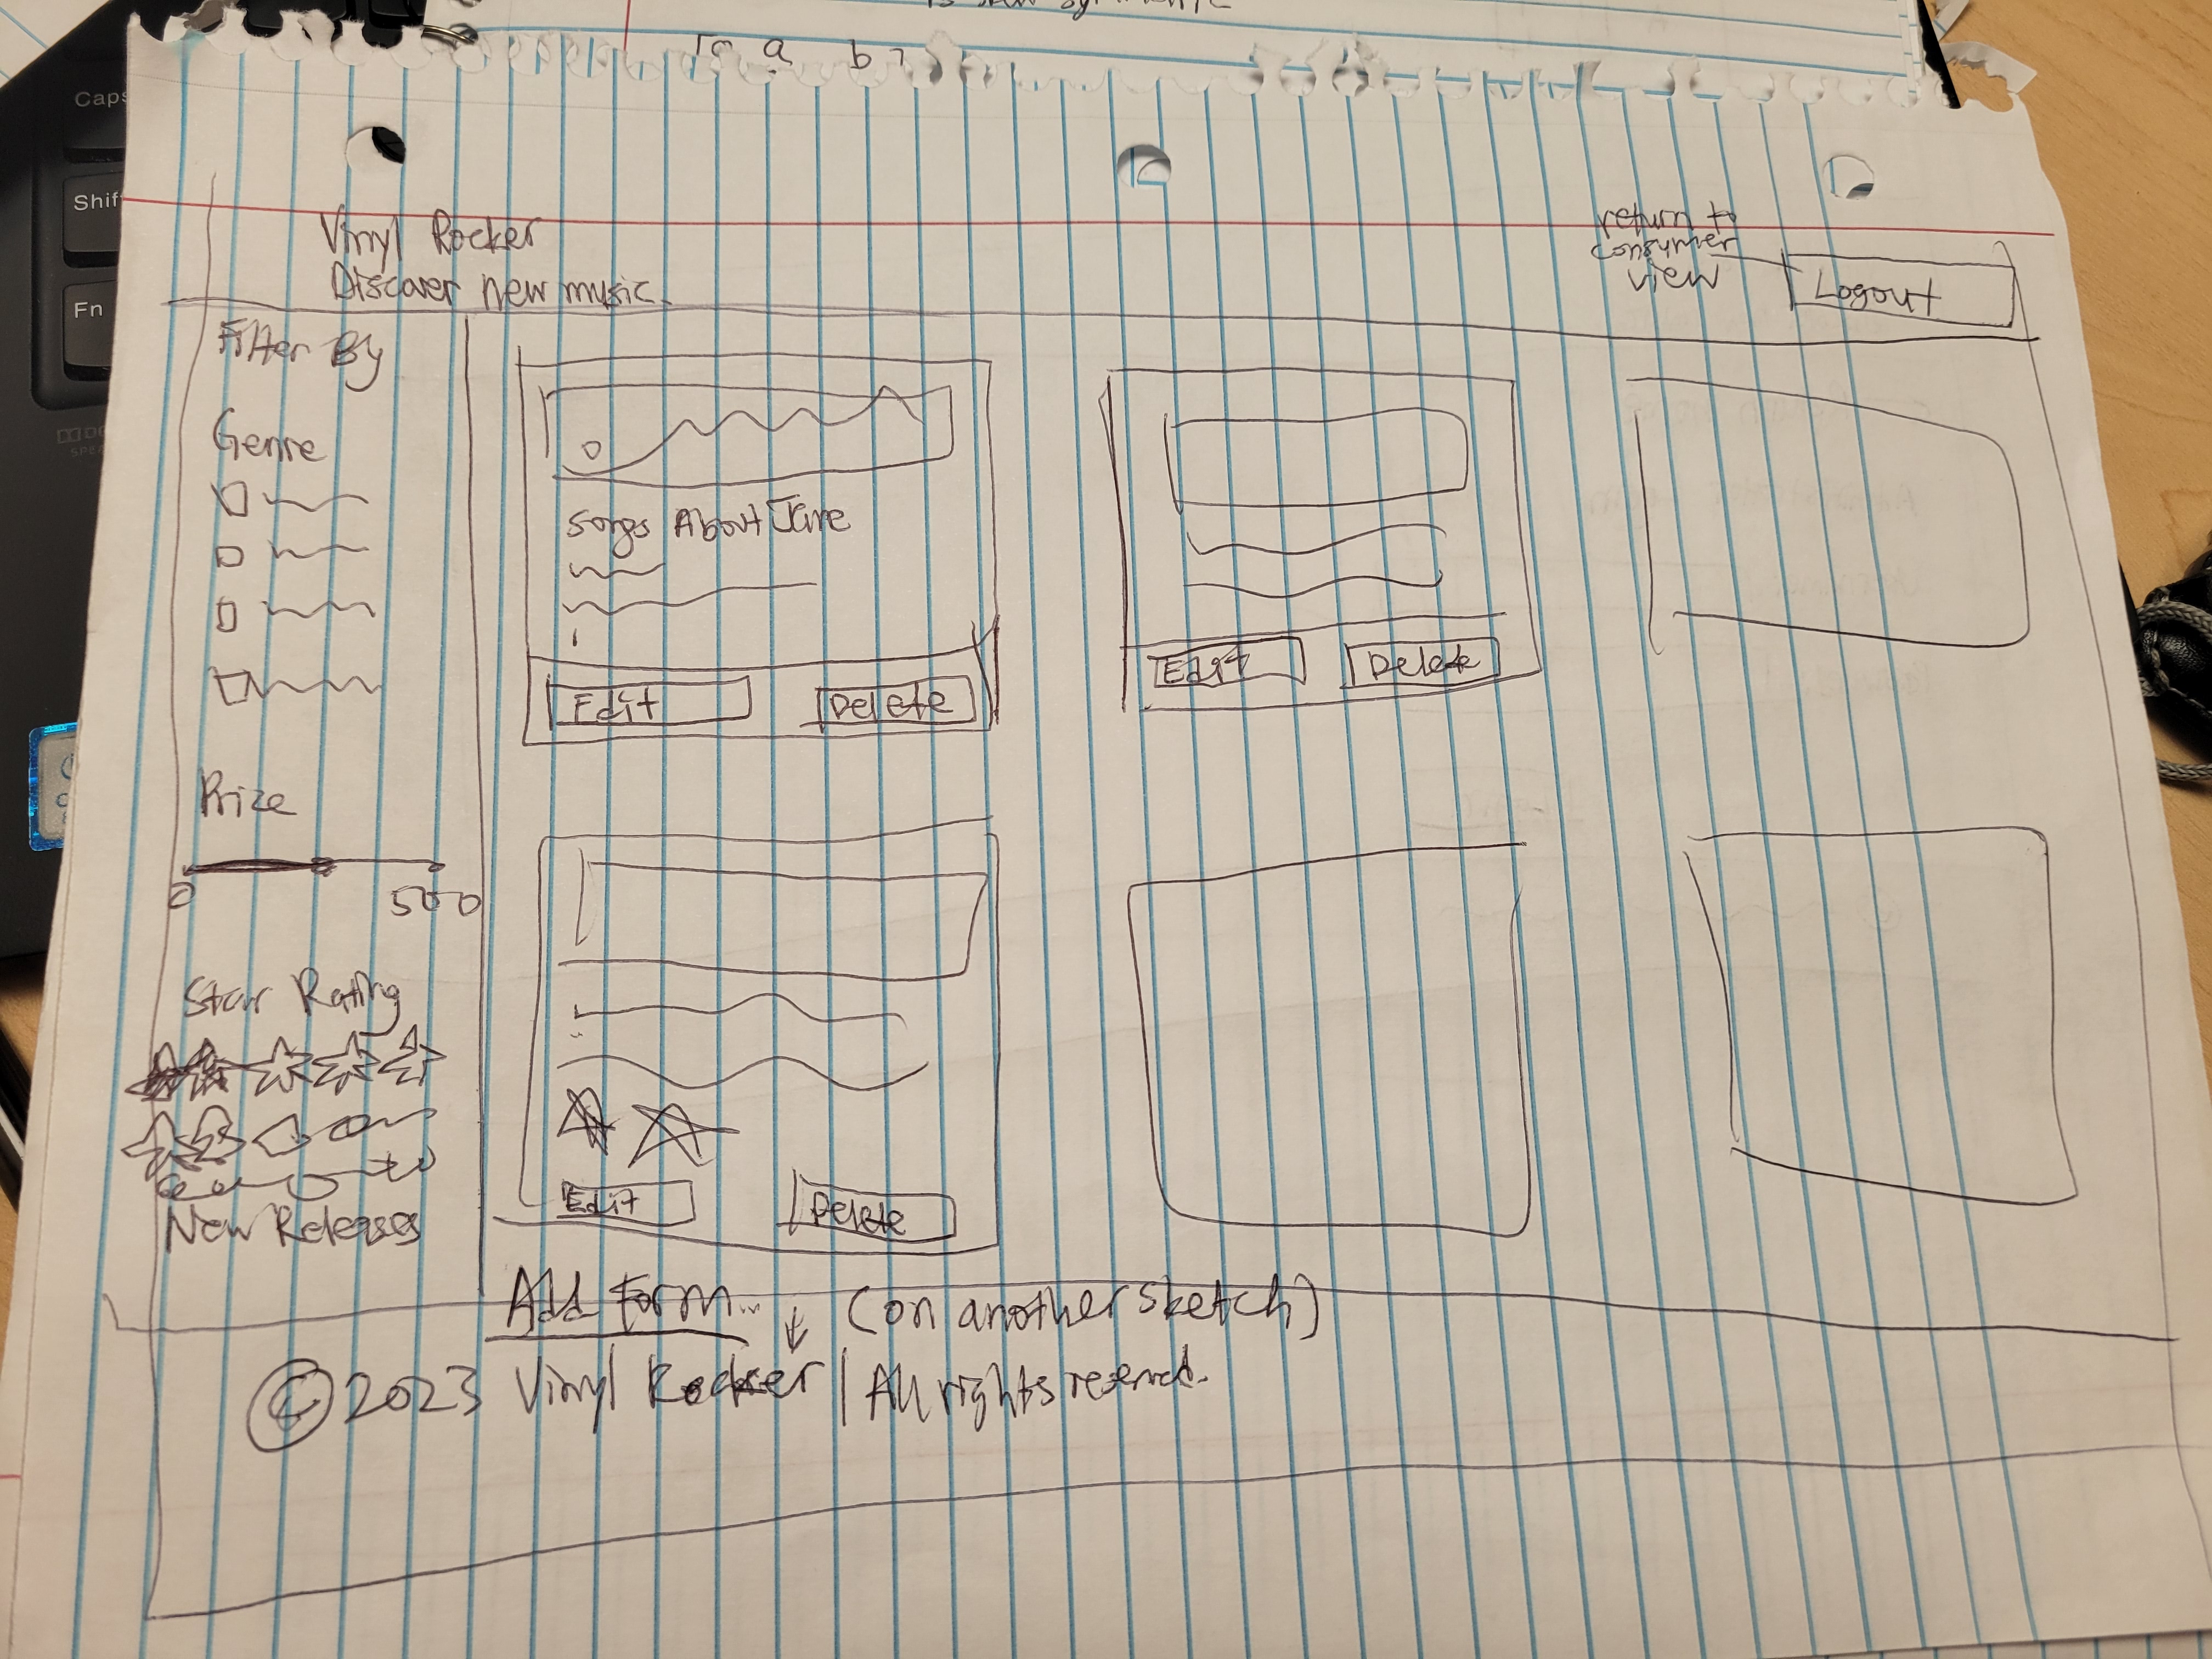 a b
Caps
Shift
Fn
Vinyl Rocker
Discover new music.
return to
consumer
view
Logout
Filter By
Genre
Prize
0 500
Star Rating
New Releases
Songs About Jane
Edit Delete
Edit Delete
Edit Delete
Add Form... ↓ (on another sketch)
© 2023 Vinyl Rocker | All rights reserved.